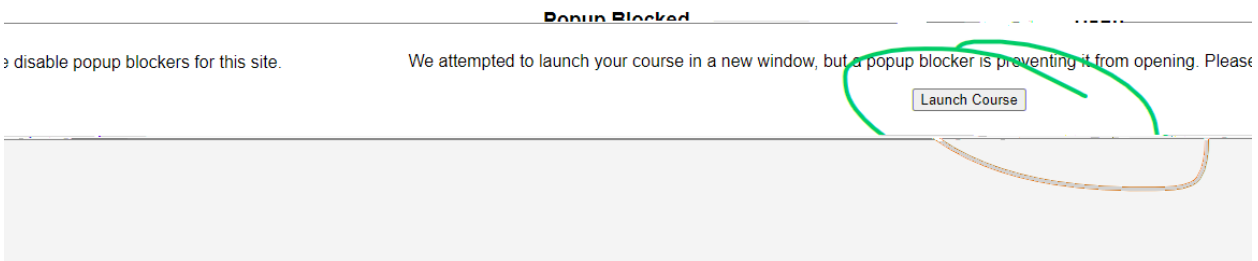 Popup Blocked
disable popup blockers for this site. We attempted to launch your course in a new window, but a popup blocker is preventing it from opening. Please
Launch Course